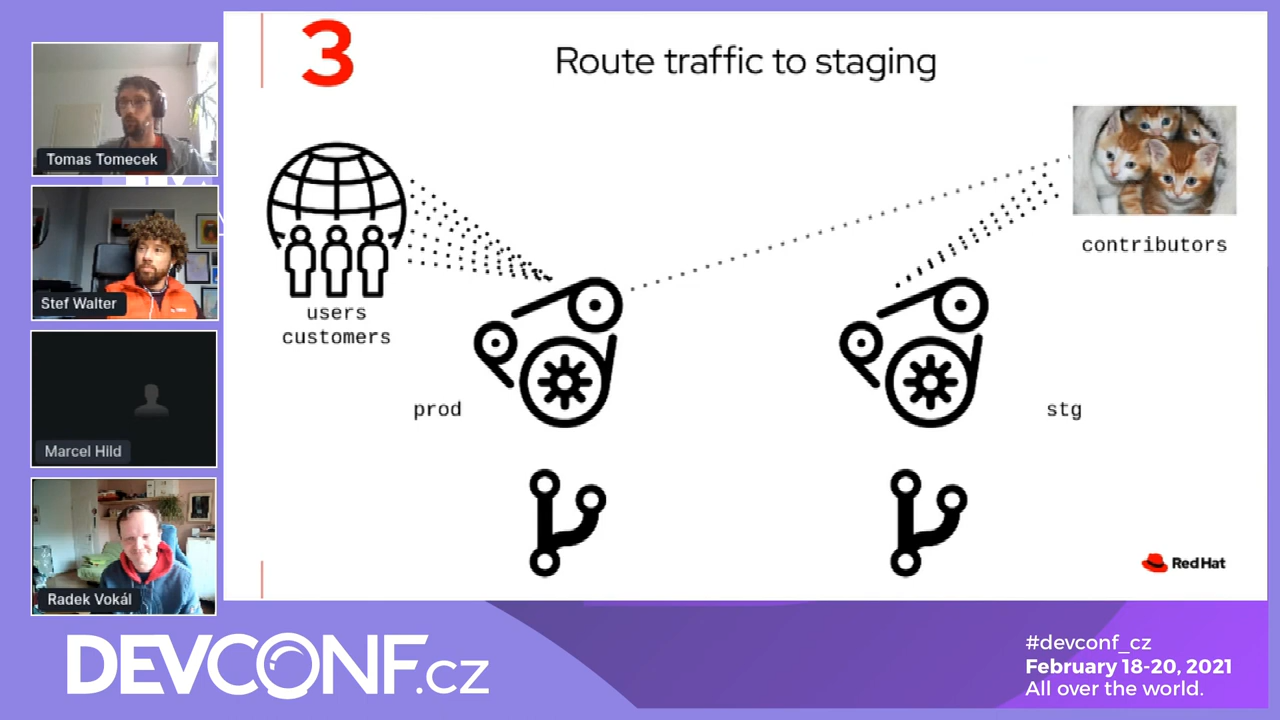 3
Route traffic to staging
Tomas Tomecek
Stef Walter
Marcel Hild
Radek Vokál
users
customers
contributors
prod
stg
Red Hat
DEVCONF.cz
#devconf_cz
February 18-20, 2021
All over the world.